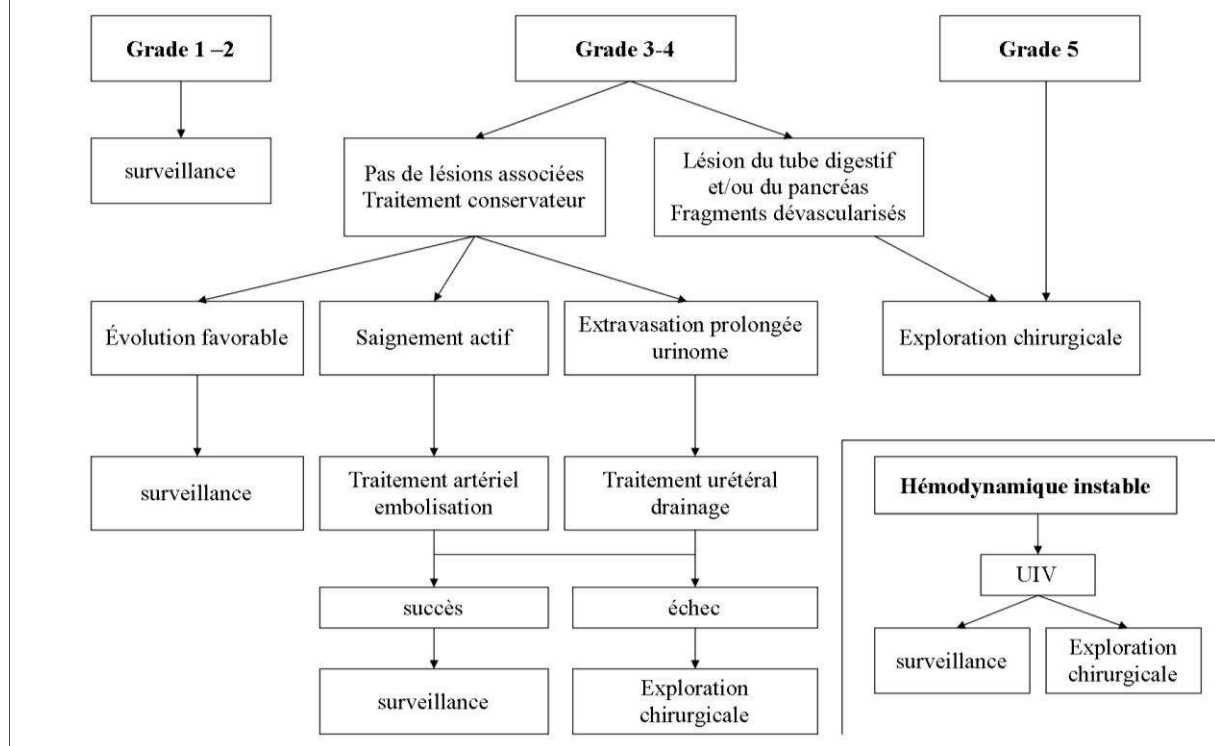 Grade 1 –2
Grade 3-4
Grade 5
surveillance
Pas de lésions associées
Traitement conservateur
Lésion du tube digestif
et/ou du pancréas
Fragments dévascularisés
Évolution favorable
Saignement actif
Extravasation prolongée
urinome
Exploration chirurgicale
surveillance
Traitement artériel
embolisation
Traitement urétéral
drainage
succès
échec
surveillance
Exploration
chirurgicale
Hémodynamique instable
UIV
surveillance
Exploration
chirurgicale